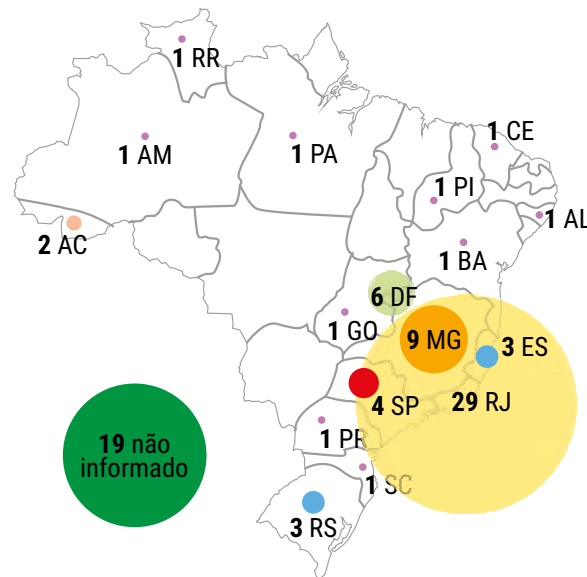 1 RR
1 CE
1 AM
1 PA
1 PI
1 AL
2 AC
1 BA
6 DF
1 GO
9 MG
3 ES
4 SP
29 RJ
1 PR
19 não
informado
1 SC
3 RS